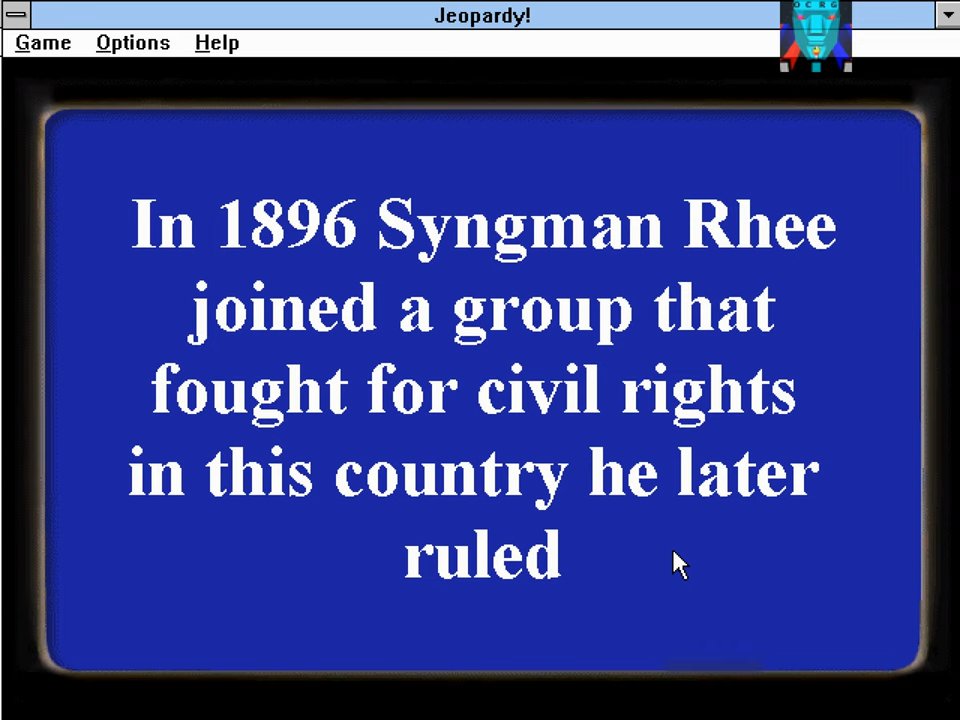 Jeopardy!
OCRG
Game Options Help
In 1896 Syngman Rhee
joined a group that
fought for civil rights
in this country he later
ruled